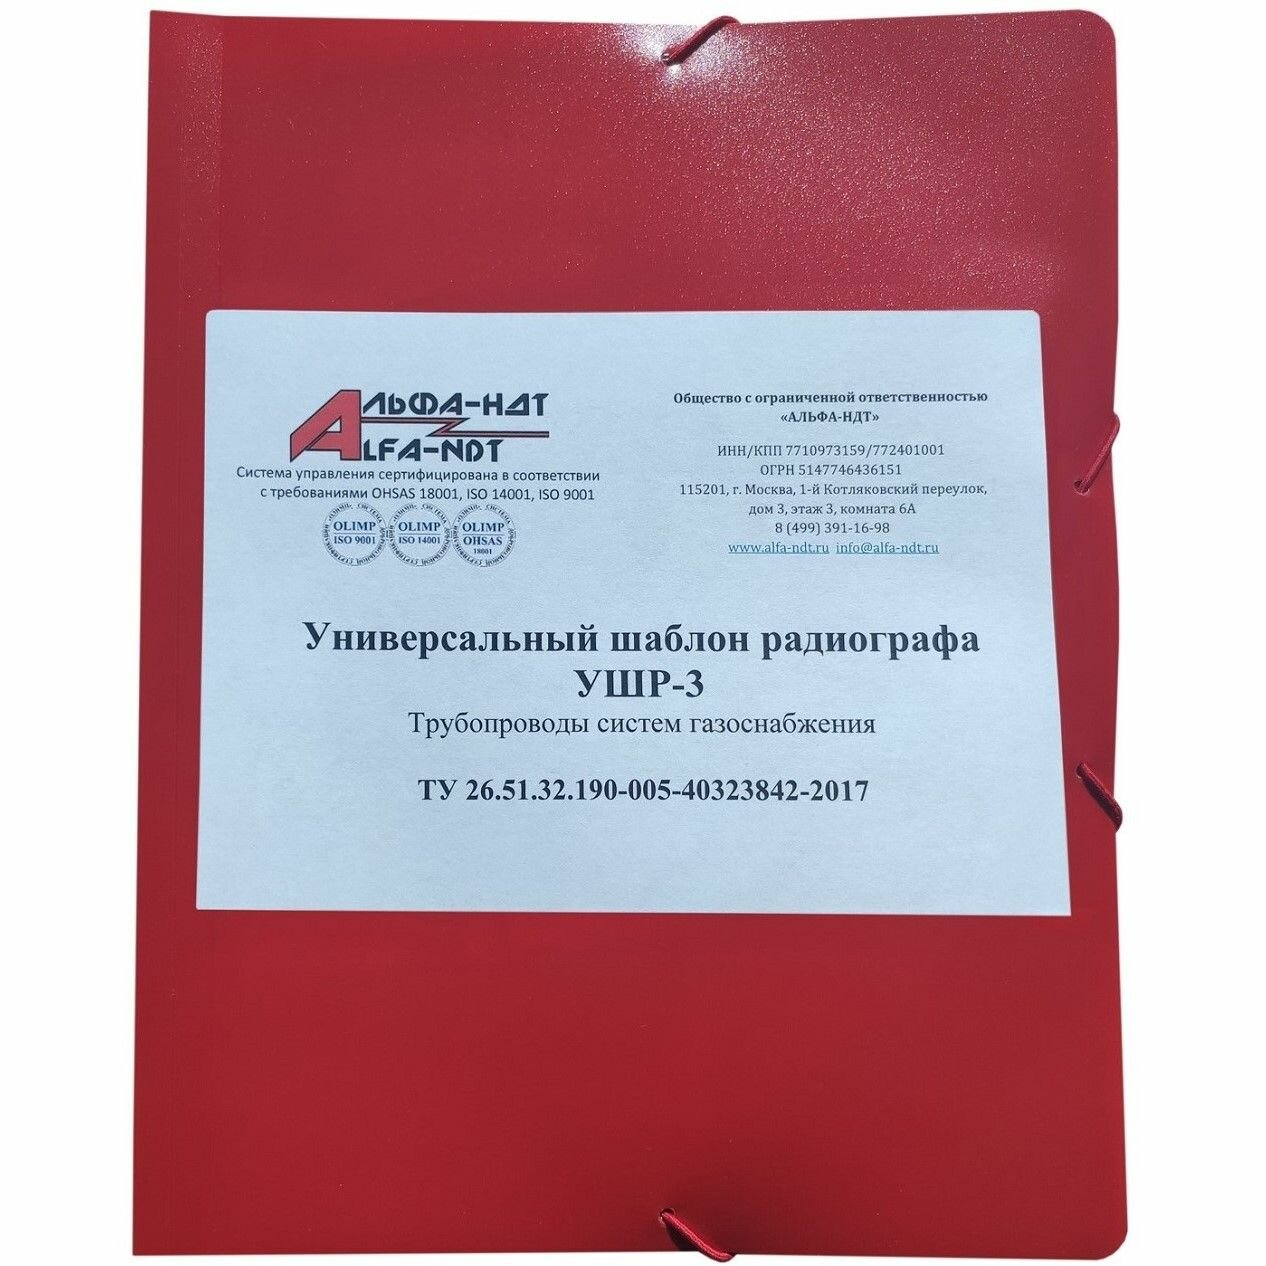 АЛЬФА-НДТ
ALFA-NDT
Система управления сертифицирована в соответствии
с требованиями OHSAS 18001, ISO 14001, ISO 9001
OLIMP
ISO 9001
OLIMP
ISO 14001
OLIMP
OHSAS
18001
Общество с ограниченной ответственностью
«АЛЬФА-НДТ»
ИНН/КПП 7710973159/772401001
ОГРН 5147746436151
115201, г. Москва, 1-й Котляковский переулок,
дом 3, этаж 3, комната 6А
8 (499) 391-16-98
www.alfa-ndt.ru info@alfa-ndt.ru
Универсальный шаблон радиографа
УШР-3
Трубопроводы систем газоснабжения
ТУ 26.51.32.190-005-40323842-2017